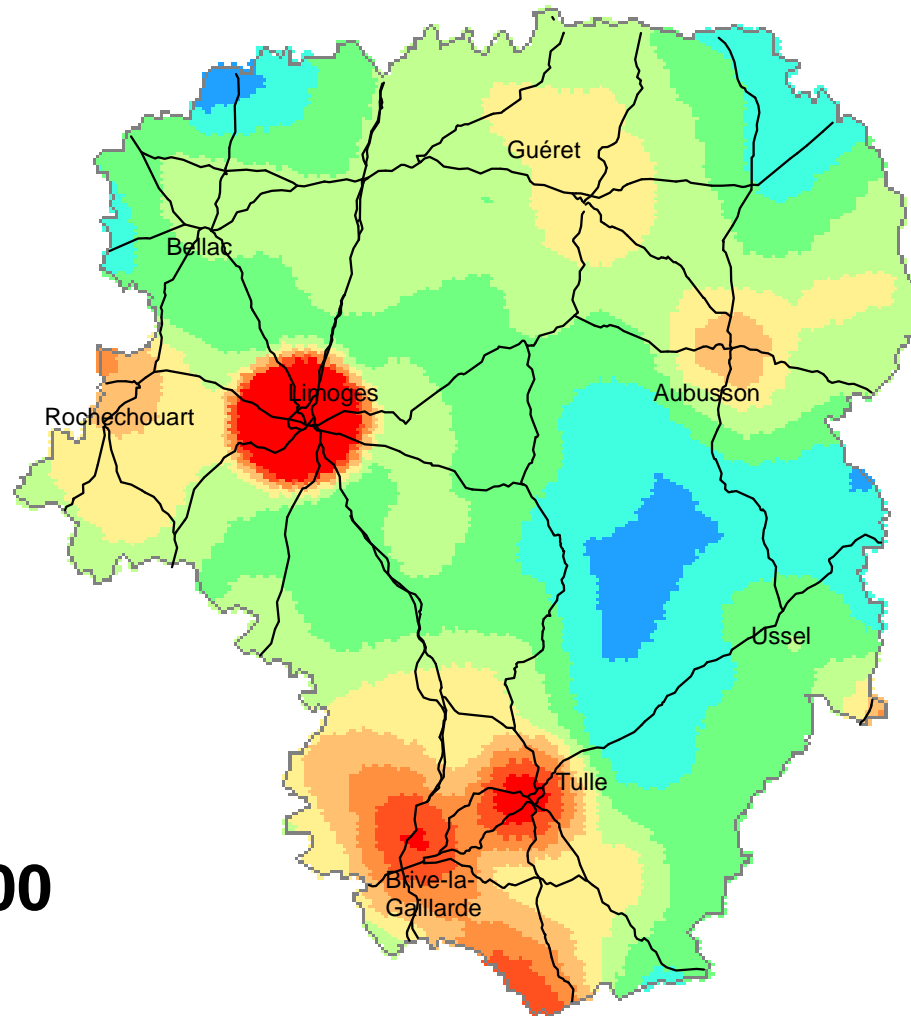 Guéret
Bellac
Limoges
Aubusson
Rochechouart
Ussel
Tulle
Brive-la-
Gaillarde
00